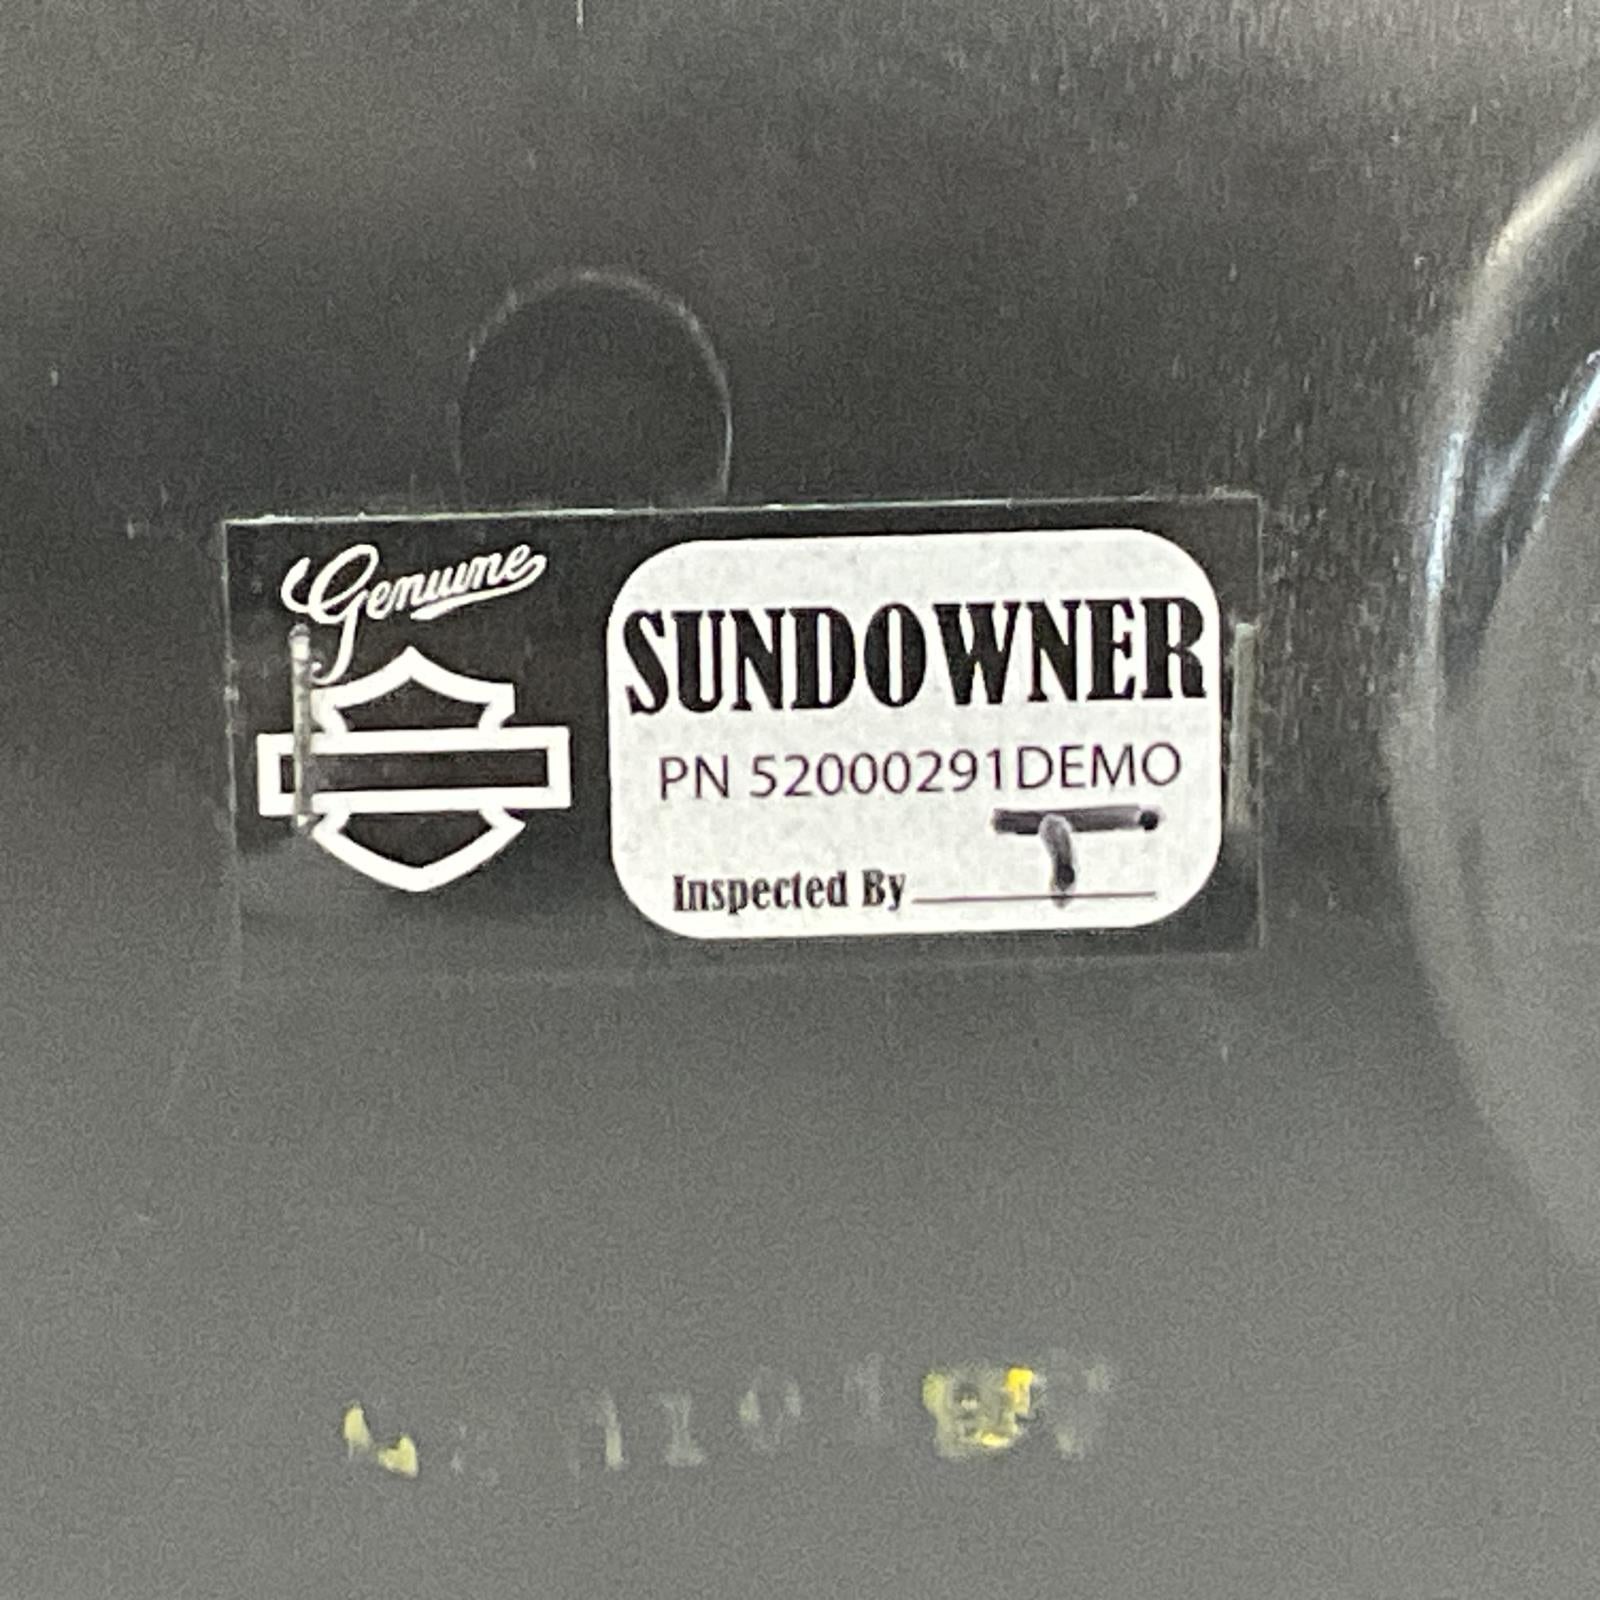 Genuine
SUNDOWNER
PN 52000291DEMO
Inspected By T